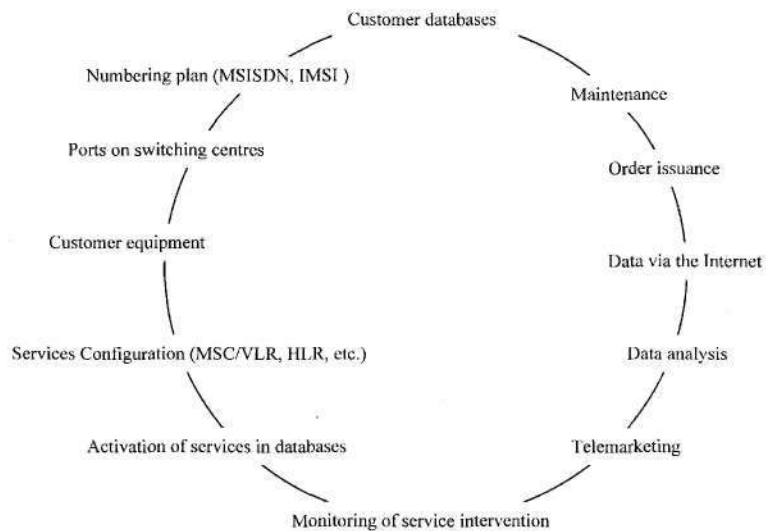 Customer databases
Numbering plan (MSISDN, IMSI )
Maintenance
Ports on switching centres
Order issuance
Customer equipment
Data via the Internet
Services Configuration (MSC/VLR, HLR, etc.)
Data analysis
Activation of services in databases
Telemarketing
Monitoring of service intervention